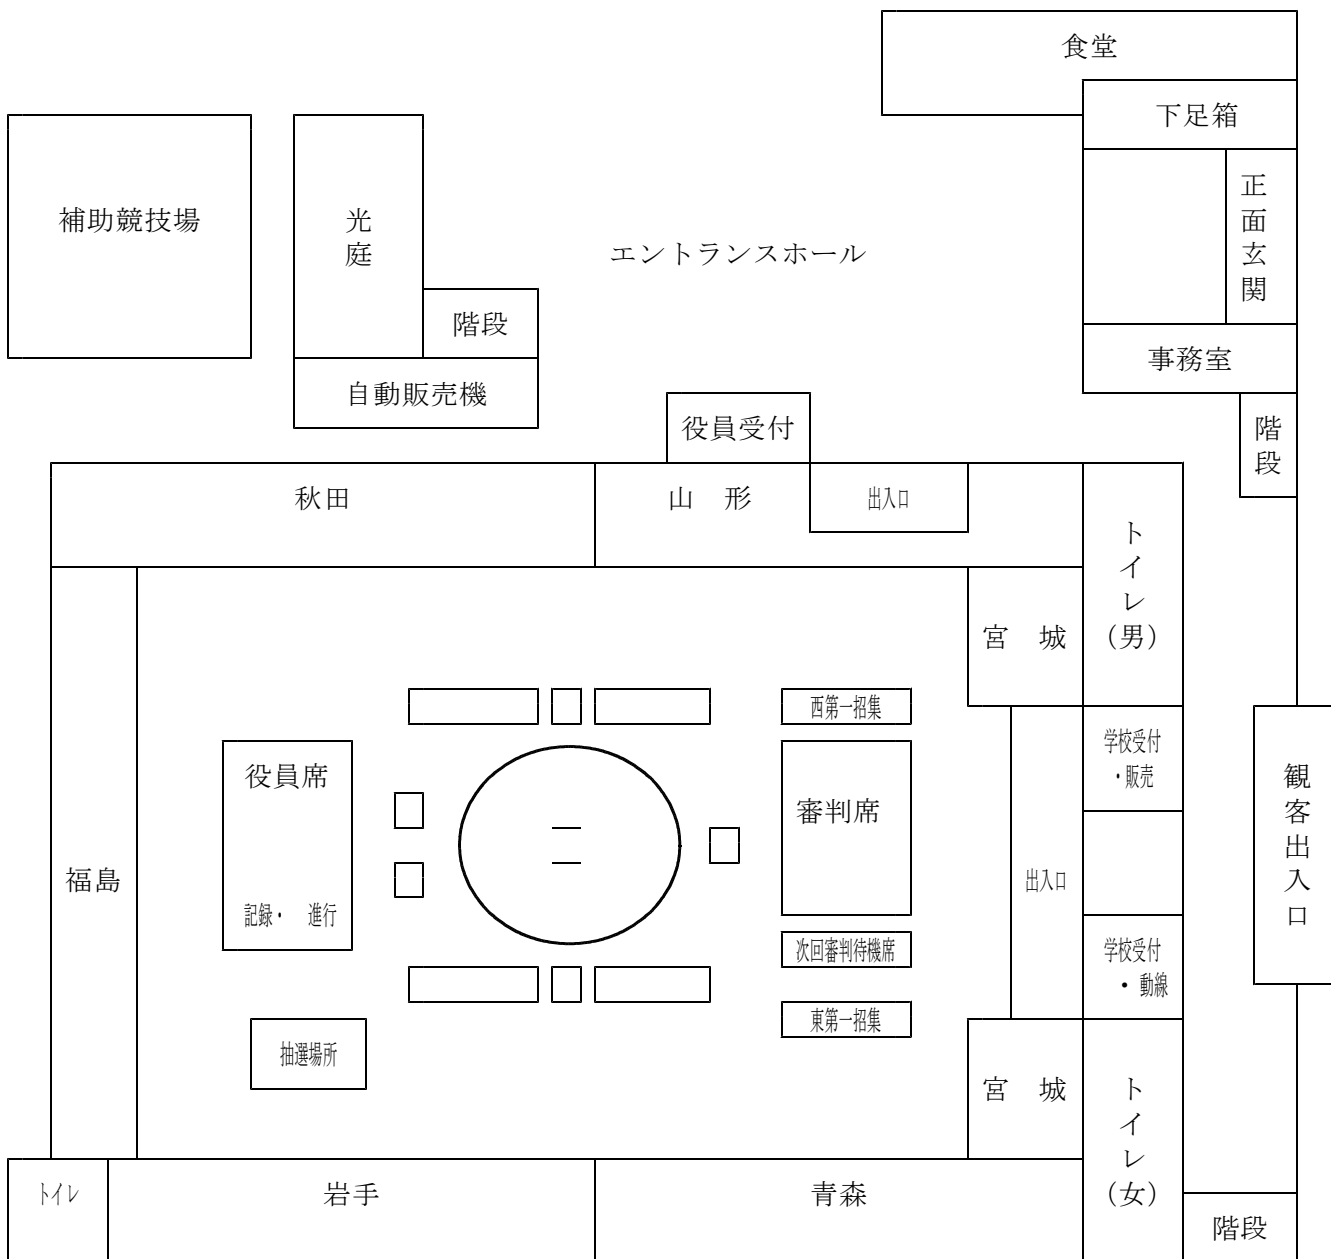 食堂
下足箱
補助競技場
光庭
エントランスホール
正面玄関
階段
事務室
自動販売機
役員受付
階段
秋田
山　形
出入口
トイレ(男)
宮　城
西第一招集
学校受付
・販売
役員席
審判席
観客出入口
福島
出入口
記録・　進行
次回審判待機席
学校受付
・ 動線
東第一招集
抽選場所
宮　城
トイレ(女)
トイレ
岩手
青森
階段